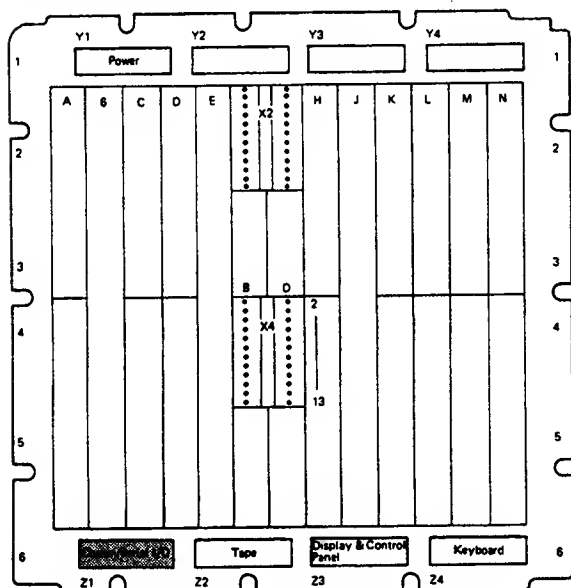 Y1 Y2 Y3 Y4
1 Power 1
A 6 C D E H J K L M N
X2
2 2
3 3
B D
2
X4
4 4
13
5 5
6 Tape Display & Control Panel Keyboard 6
Z1 Z2 Z3 Z4